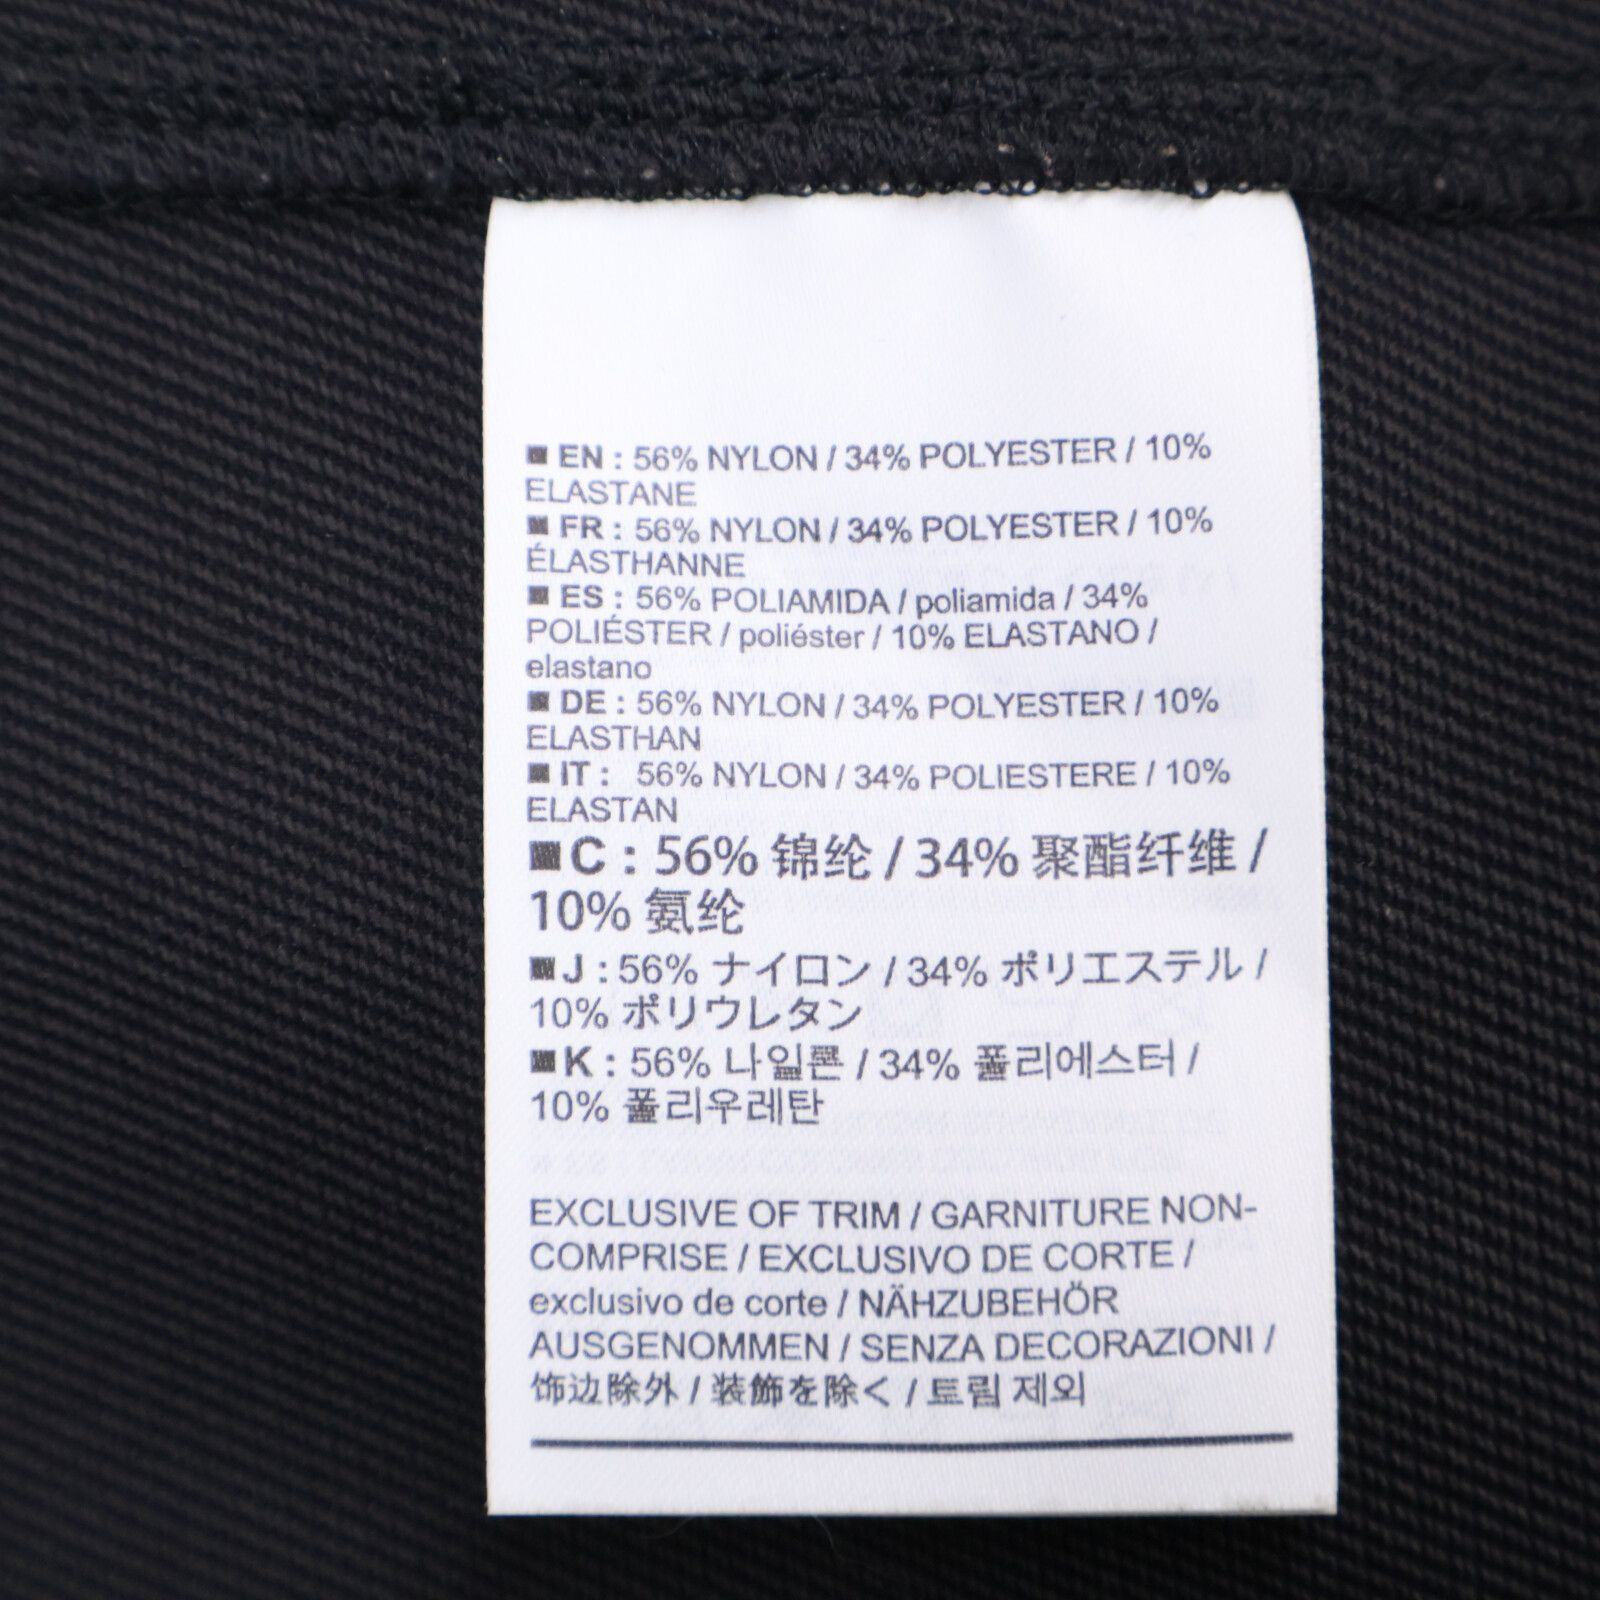 ■ EN : 56% NYLON / 34% POLYESTER / 10%
ELASTANE
■ FR : 56% NYLON / 34% POLYESTER / 10%
ÉLASTHANNE
■ ES : 56% POLIAMIDA / poliamida / 34%
POLIÉSTER / poliéster / 10% ELASTANO /
elastano
■ DE : 56% NYLON / 34% POLYESTER / 10%
ELASTHAN
■ IT : 56% NYLON / 34% POLIESTERE / 10%
ELASTAN
■ C : 56% 锦纶 / 34% 聚酯纤维 /
10% 氨纶
■ J : 56% ナイロン / 34% ポリエステル /
10% ポリウレタン
■ K : 56% 나일론 / 34% 폴리에스터 /
10% 폴리우레탄
EXCLUSIVE OF TRIM / GARNITURE NON-
COMPRISE / EXCLUSIVO DE CORTE /
exclusivo de corte / NÄHZUBEHÖR
AUSGENOMMEN / SENZA DECORAZIONI /
饰边除外 / 装飾を除く / 트림 제외